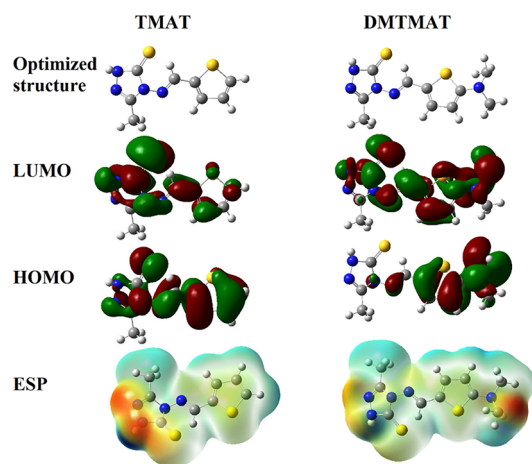 TMAT DMTMAT
Optimized
structure
LUMO
HOMO
ESP